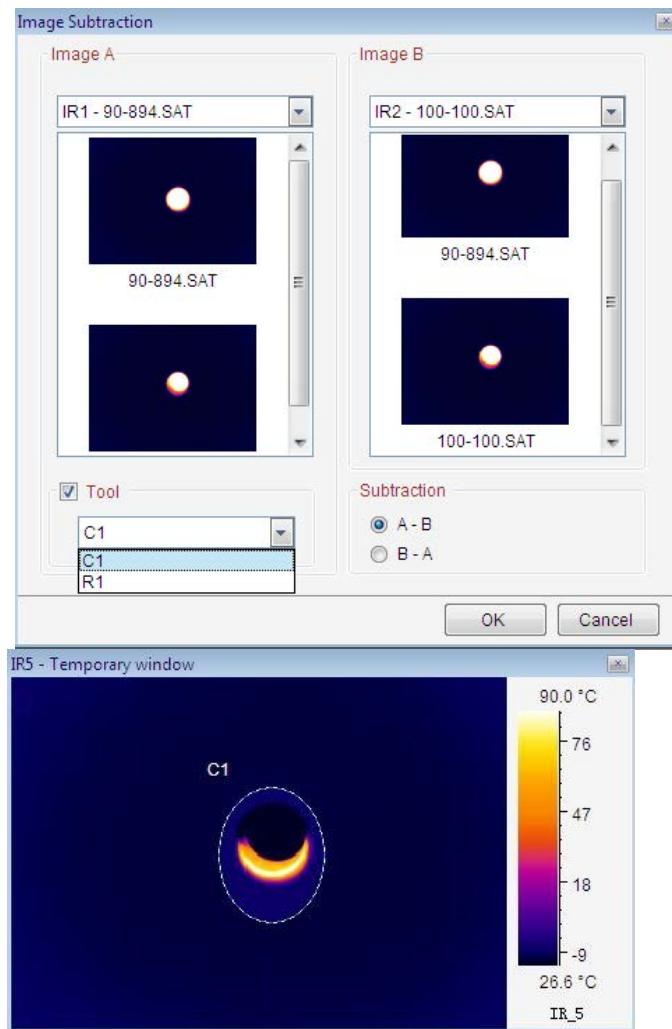 Image Subtraction
Image A
Image B
IR1 - 90-894.SAT
IR2 - 100-100.SAT
90-894.SAT
90-894.SAT
100-100.SAT
Tool
Subtraction
C1
A - B
C1
B - A
R1
OK
Cancel
IR5 - Temporary window
90.0 °C
C1
76
47
18
-9
26.6 °C
IR_5